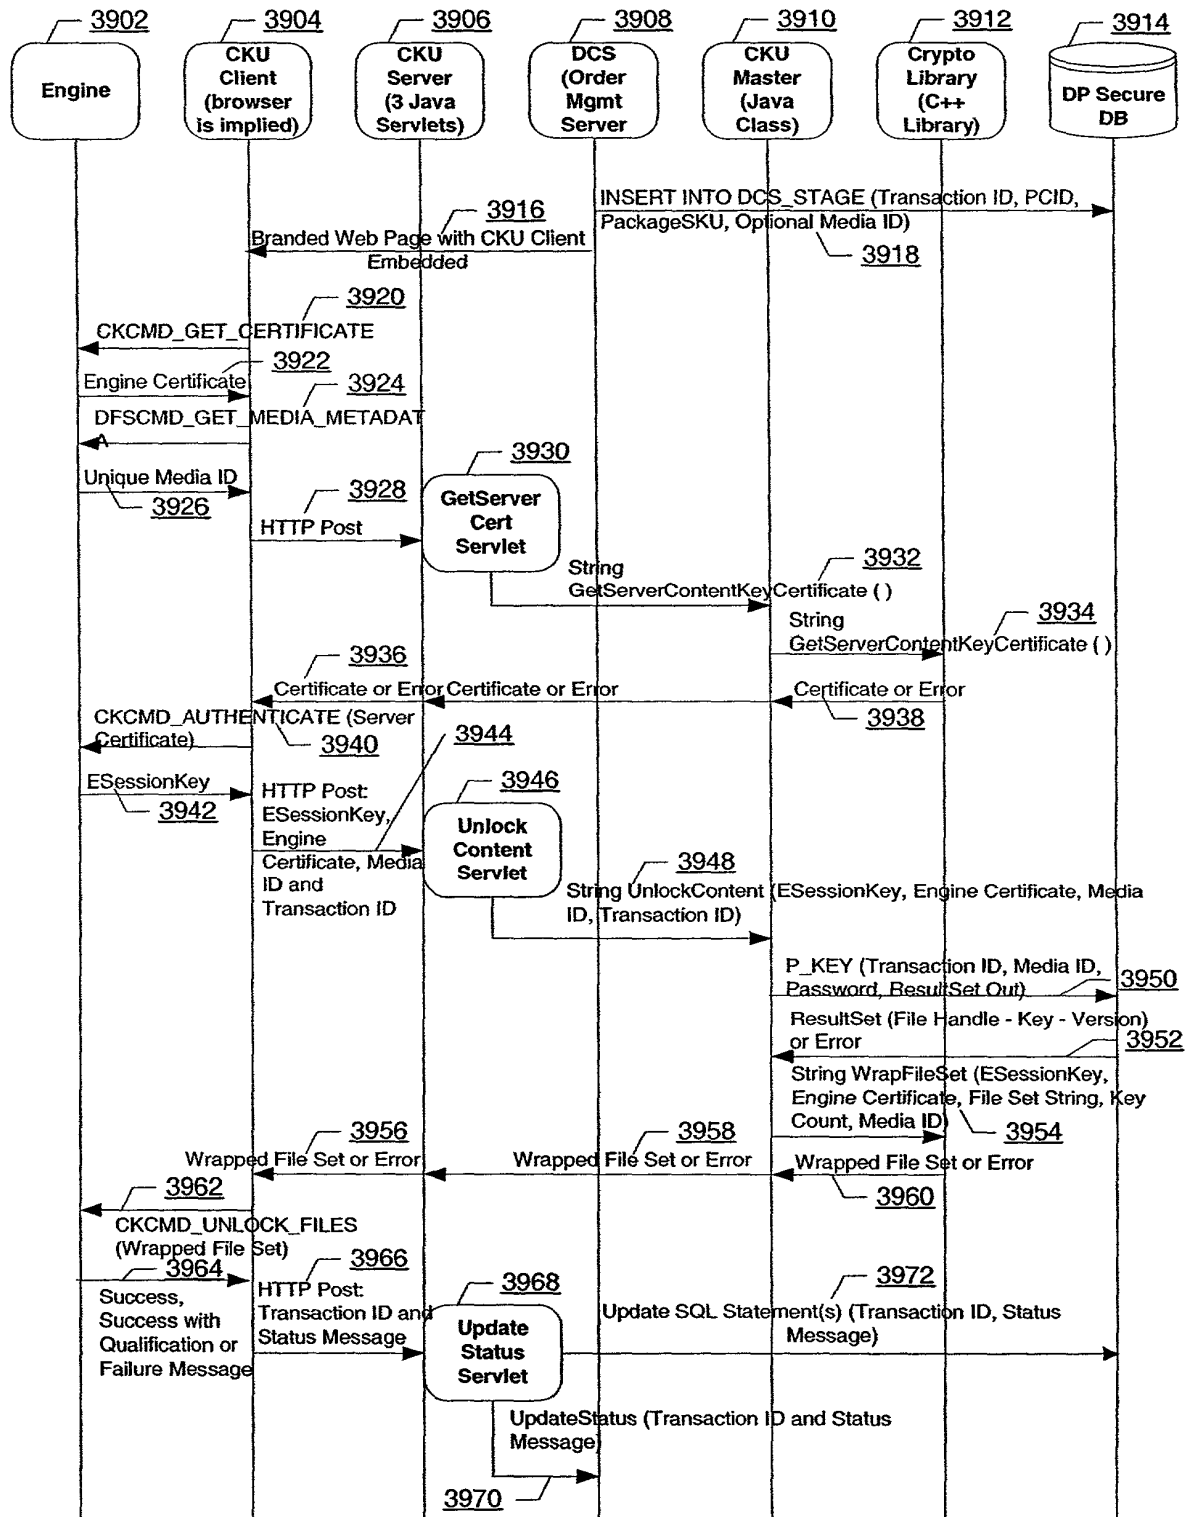 3902
3904
3906
3908
3910
3912
3914
Engine
CKU
Client
(browser
is implied)
CKU
Server
(3 Java
Servlets)
DCS
(Order
Mgmt
Server
CKU
Master
(Java
Class)
Crypto
Library
(C++
Library)
DP Secure
DB
INSERT INTO DCS_STAGE (Transaction ID, PCID,
PackageSKU, Optional Media ID)
3916
3918
Branded Web Page with CKU Client
Embedded
3920
CKCMD_GET_CERTIFICATE
3922
Engine Certificate
3924
DFSCMD_GET_MEDIA_METADAT
A
Unique Media ID
3926
3928
HTTP Post
3930
GetServer
Cert
Servlet
String
GetServerContentKeyCertificate ( )
3932
String
GetServerContentKeyCertificate ( )
3934
3936
Certificate or Error
Certificate or Error
Certificate or Error
3938
CKCMD_AUTHENTICATE (Server
Certificate)
3940
3944
ESessionKey
3942
HTTP Post:
ESessionKey,
Engine
Certificate, Media
ID and
Transaction ID
3946
Unlock
Content
Servlet
3948
String UnlockContent (ESessionKey, Engine Certificate, Media
ID, Transaction ID)
P_KEY (Transaction ID, Media ID,
Password, ResultSet Out)
3950
ResultSet (File Handle - Key - Version)
or Error
3952
String WrapFileSet (ESessionKey,
Engine Certificate, File Set String, Key
Count, Media ID)
3954
3956
Wrapped File Set or Error
3958
Wrapped File Set or Error
Wrapped File Set or Error
3960
3962
CKCMD_UNLOCK_FILES
(Wrapped File Set)
3964
Success,
Success with
Qualification or
Failure Message
3966
HTTP Post:
Transaction ID and
Status Message
3968
Update
Status
Servlet
3972
Update SQL Statement(s) (Transaction ID, Status
Message)
UpdateStatus (Transaction ID and Status
Message)
3970